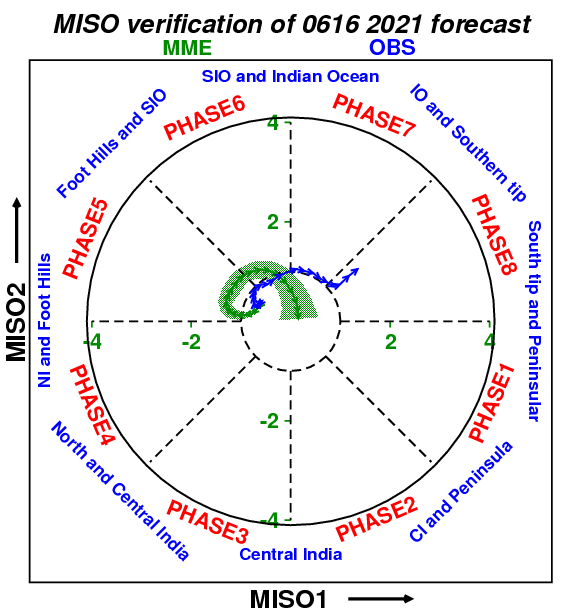 MISO verification of 0616 2021 forecast
MME OBS
SIO and Indian Ocean
PHASE6 PHASE7
Foot Hills and SIO
IO and Southern tip
4
PHASE5
PHASE8
2
NI and Foot Hills
South tip and Peninsular
MISO2
-4 -2 2 4
PHASE4
PHASE1
-2
North and Central India
CI and Peninsula
PHASE3 PHASE2
-4
Central India
MISO1